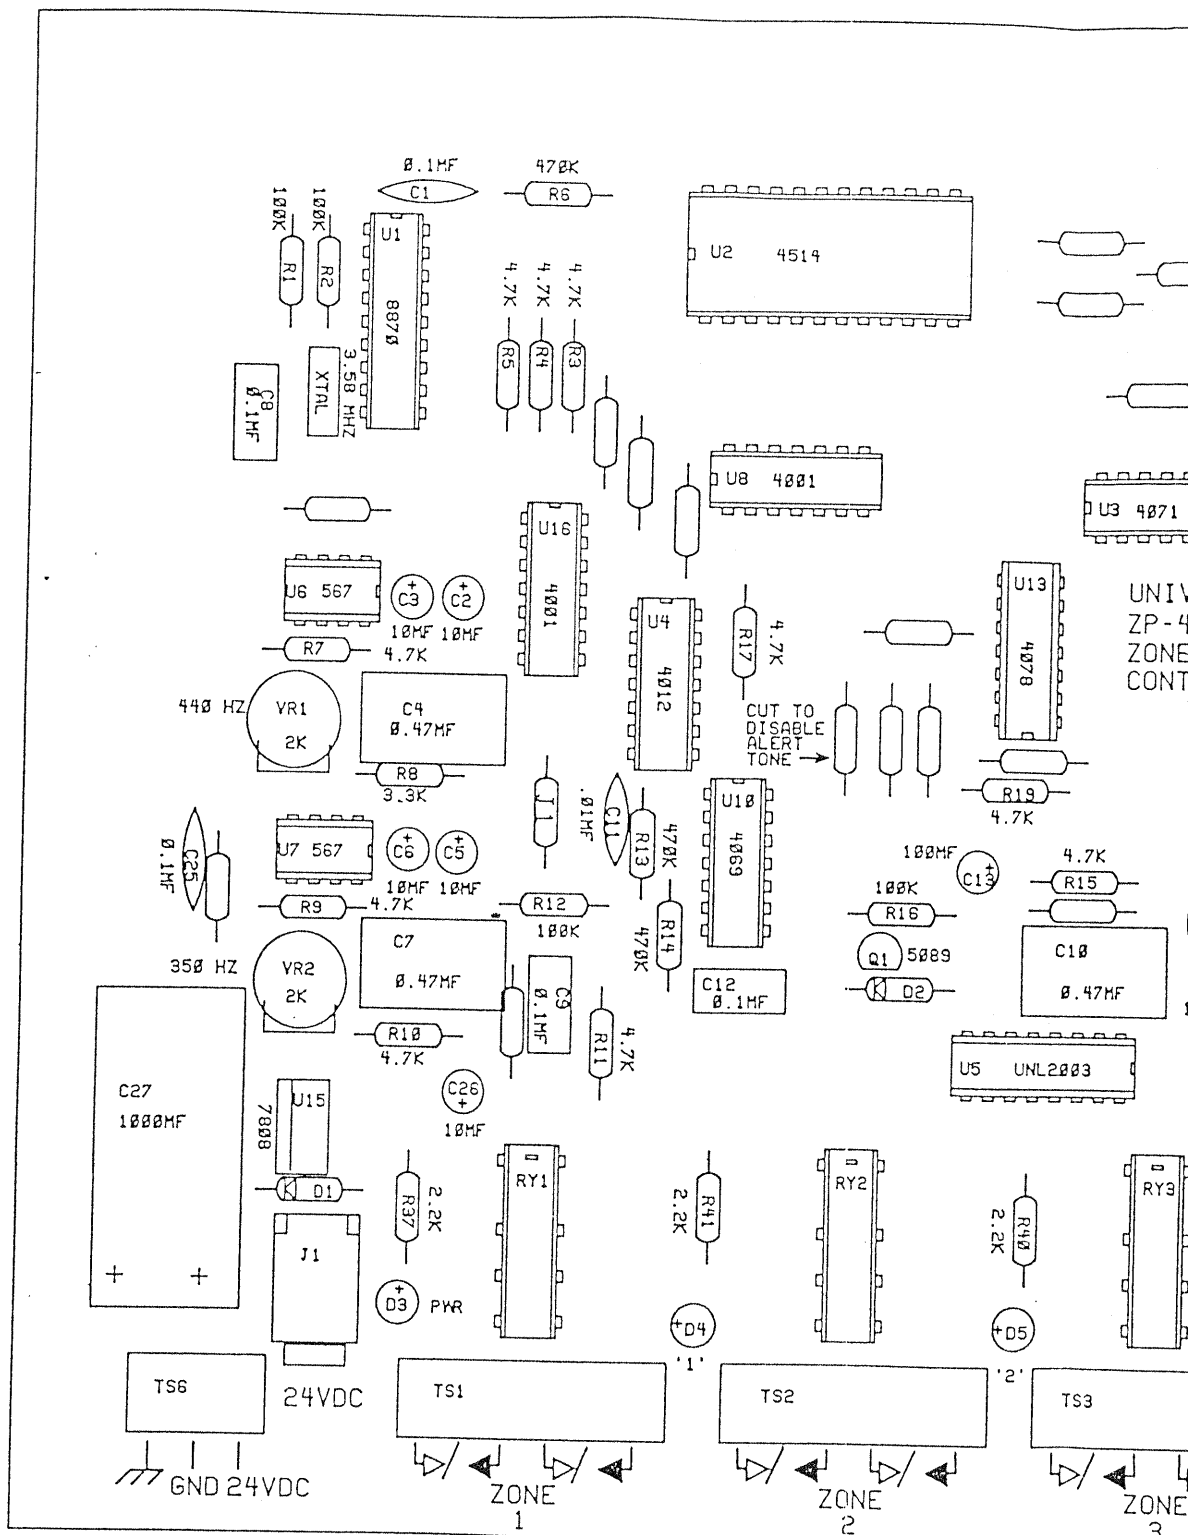 0.1MF
C1
470K
R6
100K
R1
100K
R2
U1
8870
U2 4514
4.7K
R5
4.7K
R4
4.7K
R3
C8
0.1MF
XTAL
3.58 MHZ
U8 4001
U3 4071
U16
4001
U6 567
+
C3
10MF
+
C2
10MF
U4
4012
R17
4.7K
U13
4078
R7
4.7K
440 HZ
VR1
2K
C4
0.47MF
R8
3.3K
CUT TO
DISABLE
ALERT
TONE
R19
4.7K
J1
.01MF
C11
R13
470K
U10
4069
C25
0.1MF
U7 567
+
C6
10MF
+
C5
10MF
100MF
+
C13
4.7K
R15
R9
4.7K
R12
100K
470K
R14
100K
R16
350 HZ
VR2
2K
C7
0.47MF
C9
0.1MF
C12
0.1MF
Q1 5089
K D2
C10
0.47MF
R10
4.7K
R11
4.7K
U5 UNL2003
C27
1000MF
+ +
U15
7808
C26
+
10MF
K D1
R37
2.2K
RY1
2.2K
R41
RY2
2.2K
R40
RY3
J1
+
D3 PWR
+D4
'1'
+D5
'2'
TS6
24VDC
TS1
TS2
TS3
GND 24VDC
ZONE
1
ZONE
2
ZONE
3